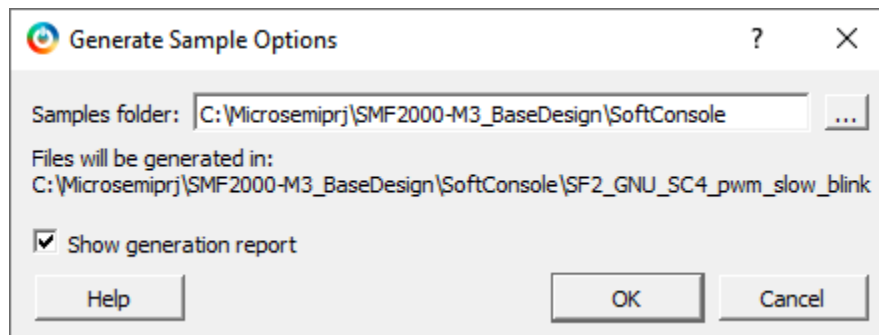 Generate Sample Options
Samples folder: C:\Microsemiprj\SMF2000-M3_BaseDesign\SoftConsole ...
Files will be generated in:
C:\Microsemiprj\SMF2000-M3_BaseDesign\SoftConsole\SF2_GNU_SC4_pwm_slow_blink
Show generation report
Help OK Cancel